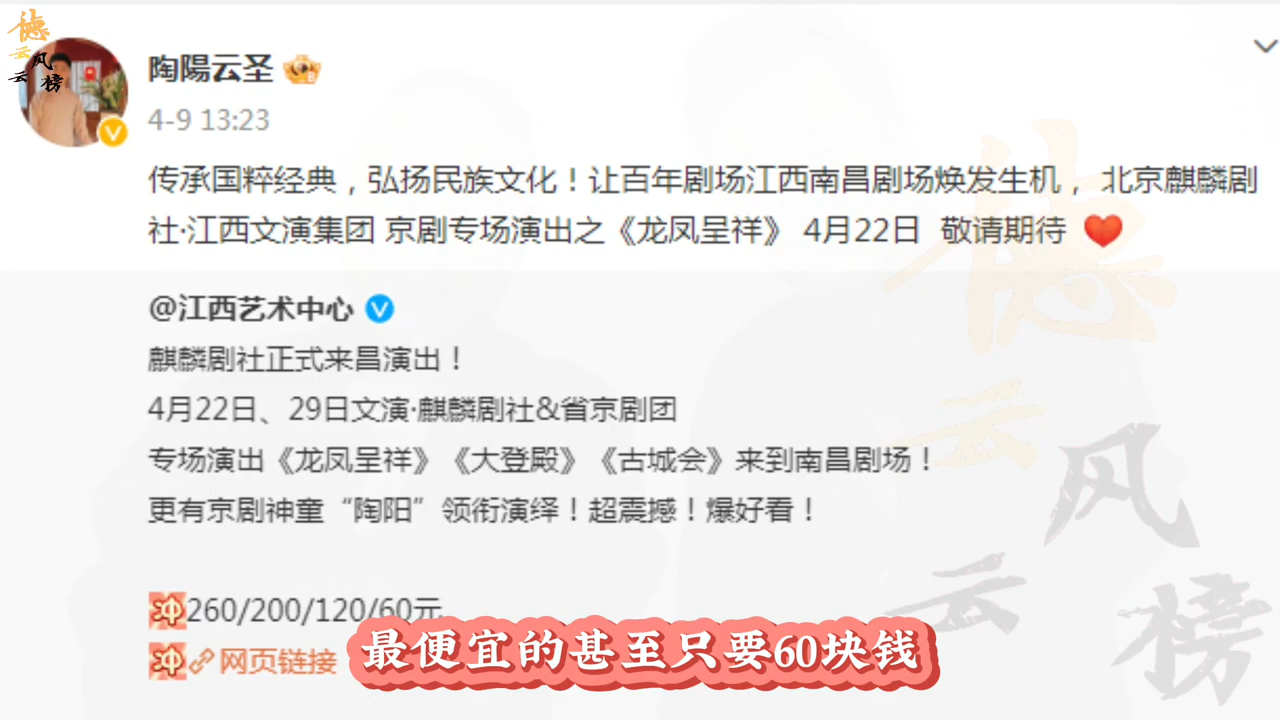 德云风云榜
陶陽云圣
4-9 13:23
传承国粹经典，弘扬民族文化！让百年剧场江西南昌剧场焕发生机， 北京麒麟剧
社·江西文演集团 京剧专场演出之《龙凤呈祥》 4月22日 敬请期待
@江西艺术中心
麒麟剧社正式来昌演出！
4月22日、29日文演·麒麟剧社&省京剧团
专场演出《龙凤呈祥》《大登殿》《古城会》来到南昌剧场！
更有京剧神童“陶阳”领衔演绎！超震撼！爆好看！
冲260/200/120/60元
冲网页链接
最便宜的甚至只要60块钱
德云风云榜